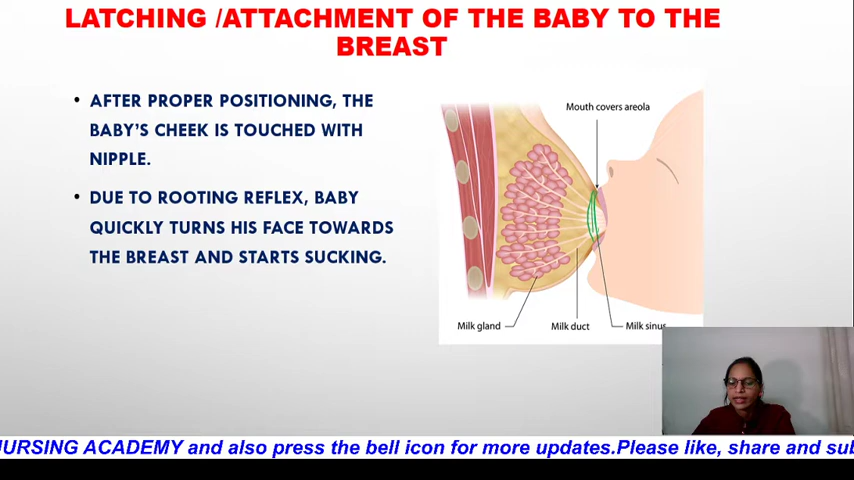 LATCHING /ATTACHMENT OF THE BABY TO THE
BREAST
• AFTER PROPER POSITIONING, THE
BABY'S CHEEK IS TOUCHED WITH
NIPPLE.
• DUE TO ROOTING REFLEX, BABY
QUICKLY TURNS HIS FACE TOWARDS
THE BREAST AND STARTS SUCKING.
Mouth covers areola
Milk gland
Milk duct
Milk sinus
NURSING ACADEMY and also press the bell icon for more updates.Please like, share and sub